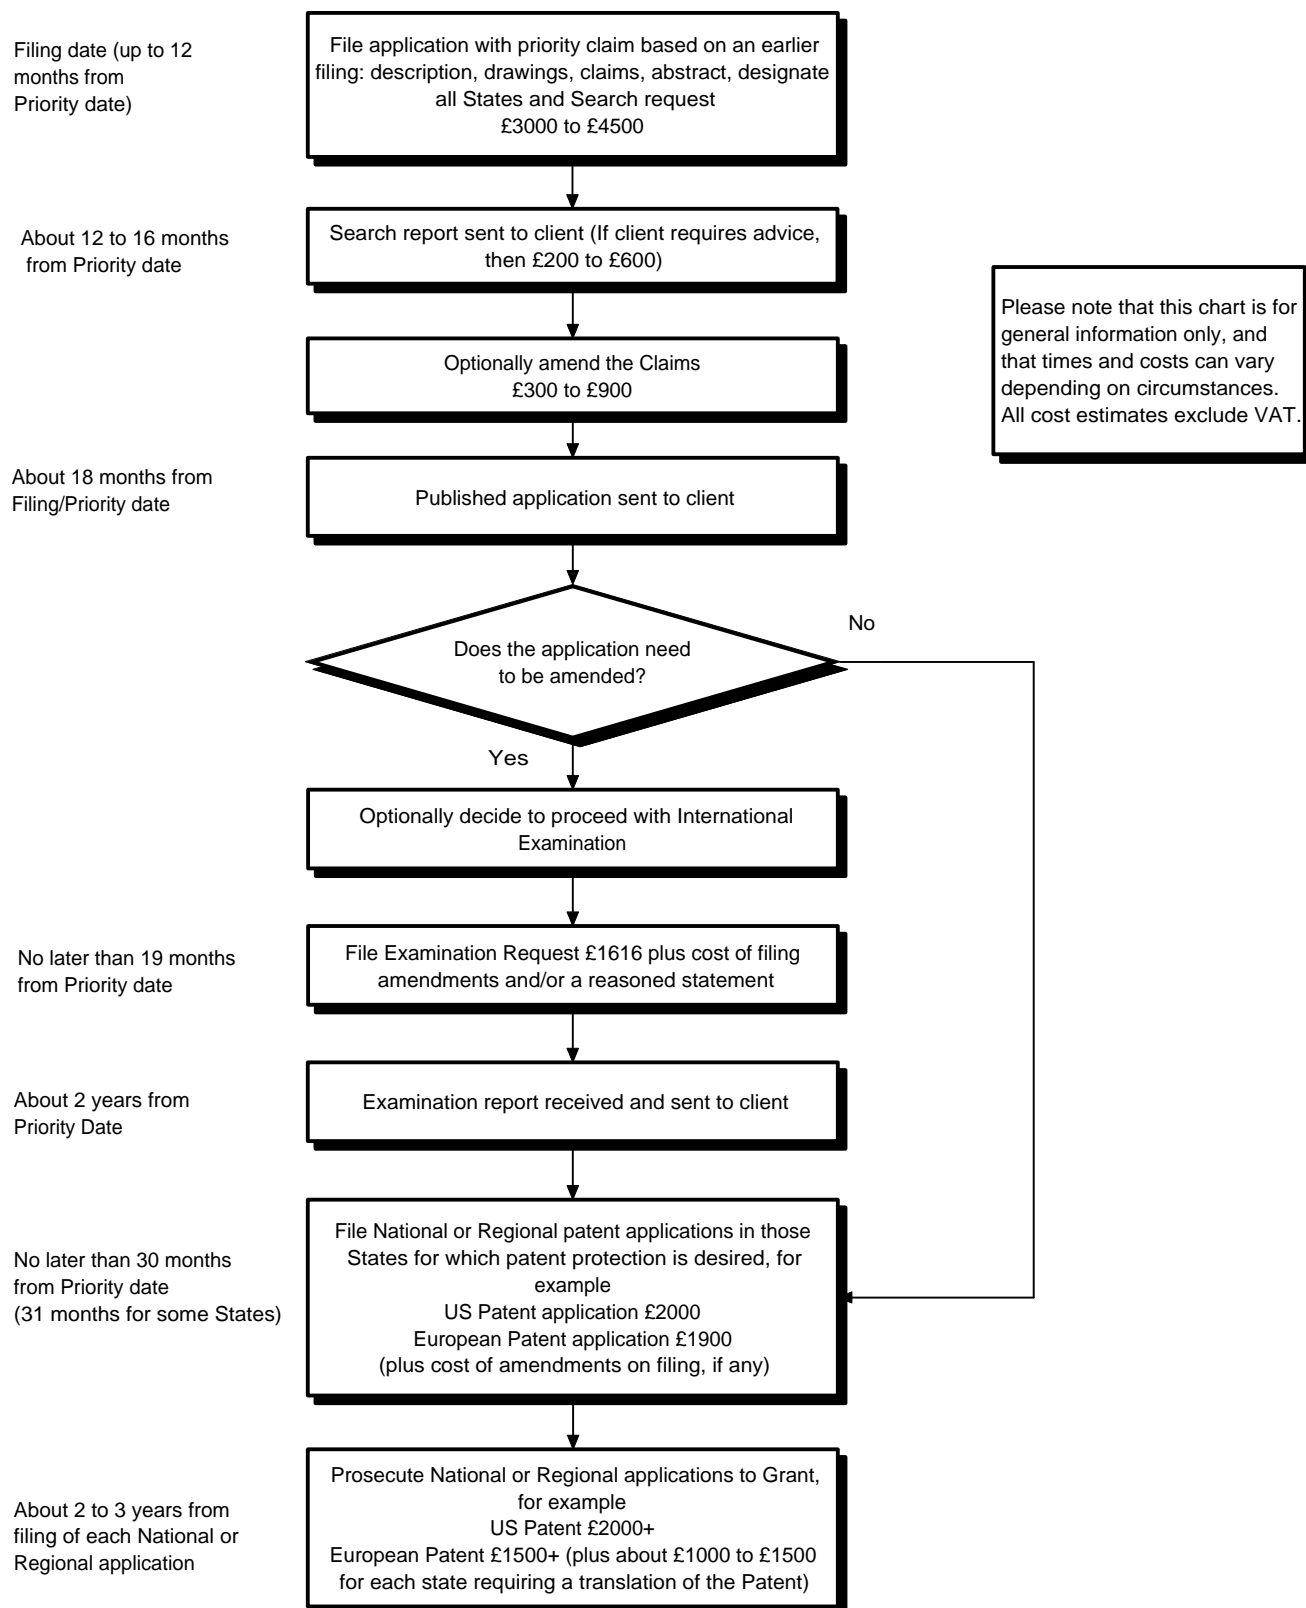 Filing date (up to 12
months from
Priority date)
File application with priority claim based on an earlier
filing: description, drawings, claims, abstract, designate
all States and Search request
£3000 to £4500
About 12 to 16 months
from Priority date
Search report sent to client (If client requires advice,
then £200 to £600)
Please note that this chart is for
general information only, and
that times and costs can vary
depending on circumstances.
All cost estimates exclude VAT.
Optionally amend the Claims
£300 to £900
About 18 months from
Filing/Priority date
Published application sent to client
Does the application need
to be amended?
No
Yes
Optionally decide to proceed with International
Examination
No later than 19 months
from Priority date
File Examination Request £1616 plus cost of filing
amendments and/or a reasoned statement
About 2 years from
Priority Date
Examination report received and sent to client
No later than 30 months
from Priority date
(31 months for some States)
File National or Regional patent applications in those
States for which patent protection is desired, for
example
US Patent application £2000
European Patent application £1900
(plus cost of amendments on filing, if any)
About 2 to 3 years from
filing of each National or
Regional application
Prosecute National or Regional applications to Grant,
for example
US Patent £2000+
European Patent £1500+ (plus about £1000 to £1500
for each state requiring a translation of the Patent)